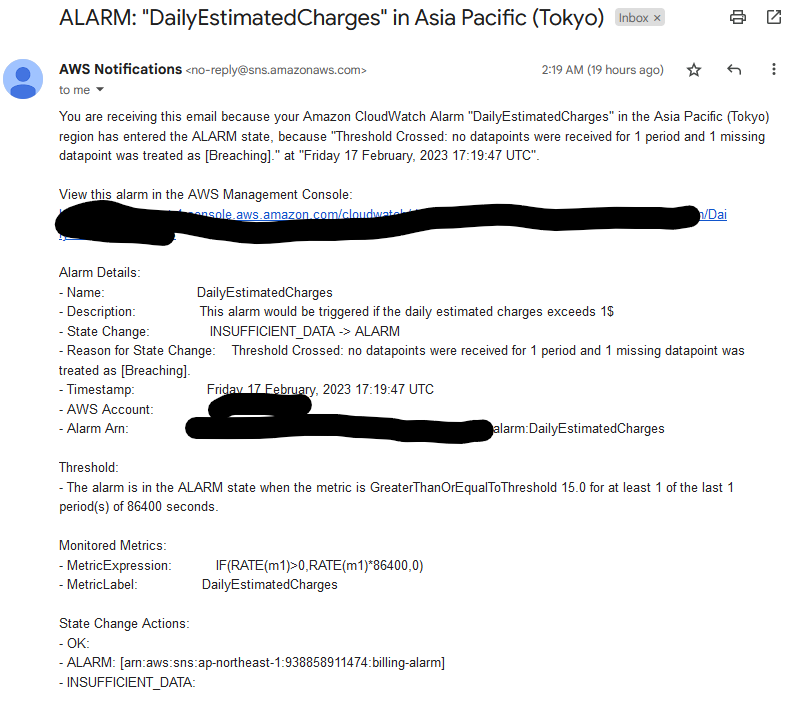 ALARM: "DailyEstimatedCharges" in Asia Pacific (Tokyo) Inbox ×
AWS Notifications <no-reply@sns.amazonaws.com> 2:19 AM (19 hours ago)
to me
You are receiving this email because your Amazon CloudWatch Alarm "DailyEstimatedCharges" in the Asia Pacific (Tokyo)
region has entered the ALARM state, because "Threshold Crossed: no datapoints were received for 1 period and 1 missing
datapoint was treated as [Breaching]." at "Friday 17 February, 2023 17:19:47 UTC".
View this alarm in the AWS Management Console:
console.aws.amazon.com/cloudwatch/ n/Dai
Alarm Details:
- Name: DailyEstimatedCharges
- Description: This alarm would be triggered if the daily estimated charges exceeds 1$
- State Change: INSUFFICIENT_DATA -> ALARM
- Reason for State Change: Threshold Crossed: no datapoints were received for 1 period and 1 missing datapoint was
treated as [Breaching].
- Timestamp: Friday 17 February, 2023 17:19:47 UTC
- AWS Account:
- Alarm Arn: alarm:DailyEstimatedCharges
Threshold:
- The alarm is in the ALARM state when the metric is GreaterThanOrEqualToThreshold 15.0 for at least 1 of the last 1
period(s) of 86400 seconds.
Monitored Metrics:
- MetricExpression: IF(RATE(m1)>0,RATE(m1)*86400,0)
- MetricLabel: DailyEstimatedCharges
State Change Actions:
- OK:
- ALARM: [arn:aws:sns:ap-northeast-1:938858911474:billing-alarm]
- INSUFFICIENT_DATA: